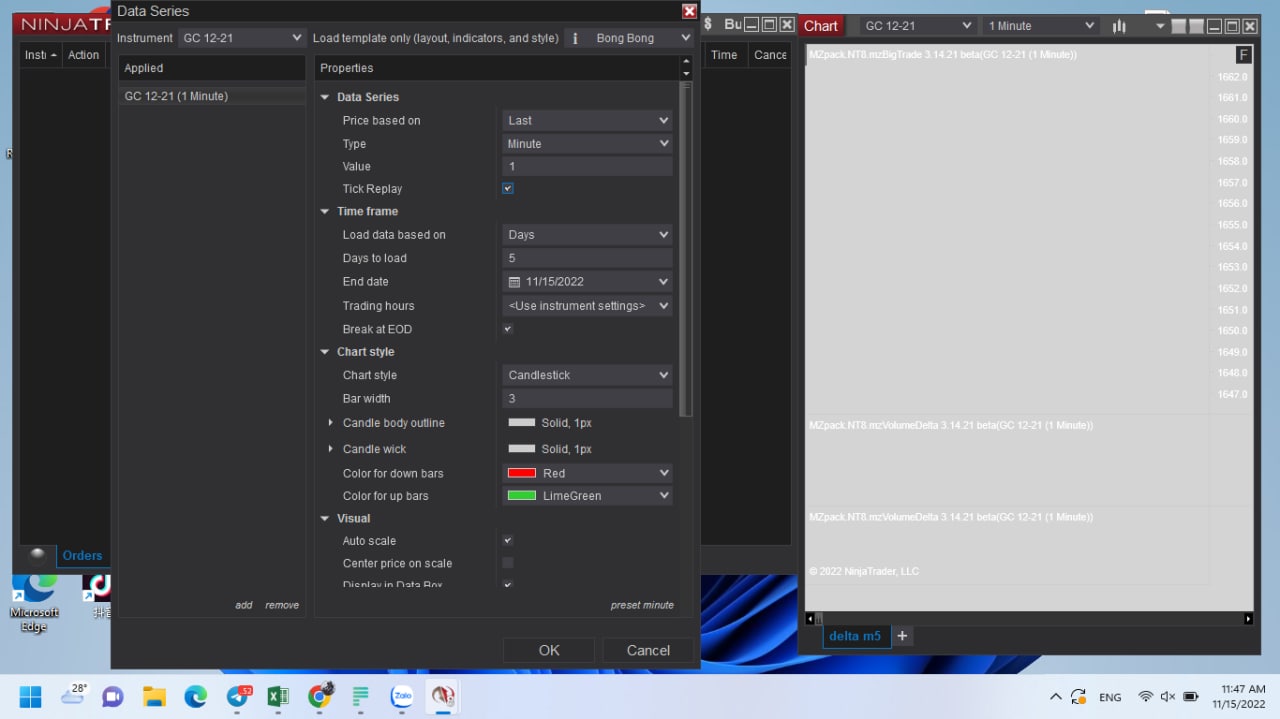 Data Series
NINJATR
Instrument GC 12-21 Load template only (layout, indicators, and style) i Bong Bong
$ Bu
Chart GC 12-21 1 Minute
Insti Action
Time Cance
Applied
Properties
MZpack.NT8.mzBigTrade 3.14.21 beta(GC 12-21 (1 Minute))
F
GC 12-21 (1 Minute)
Data Series
Price based on Last
Type Minute
Value 1
Tick Replay
Time frame
Load data based on Days
Days to load 5
End date 11/15/2022
Trading hours <Use instrument settings>
Break at EOD
Chart style
Chart style Candlestick
Bar width 3
Candle body outline Solid, 1px
Candle wick Solid, 1px
Color for down bars Red
Color for up bars LimeGreen
Visual
Auto scale
Center price on scale
Display in Data Box
add remove
preset minute
OK Cancel
1662.0
1661.0
1660.0
1659.0
1658.0
1657.0
1656.0
1655.0
1654.0
1653.0
1652.0
1651.0
1650.0
1649.0
1648.0
1647.0
MZpack.NT8.mzVolumeDelta 3.14.21 beta(GC 12-21 (1 Minute))
MZpack.NT8.mzVolumeDelta 3.14.21 beta(GC 12-21 (1 Minute))
© 2022 NinjaTrader, LLC
delta m5 +
Orders
Microsoft
Edge
28°
52
Zalo
ENG
11:47 AM
11/15/2022